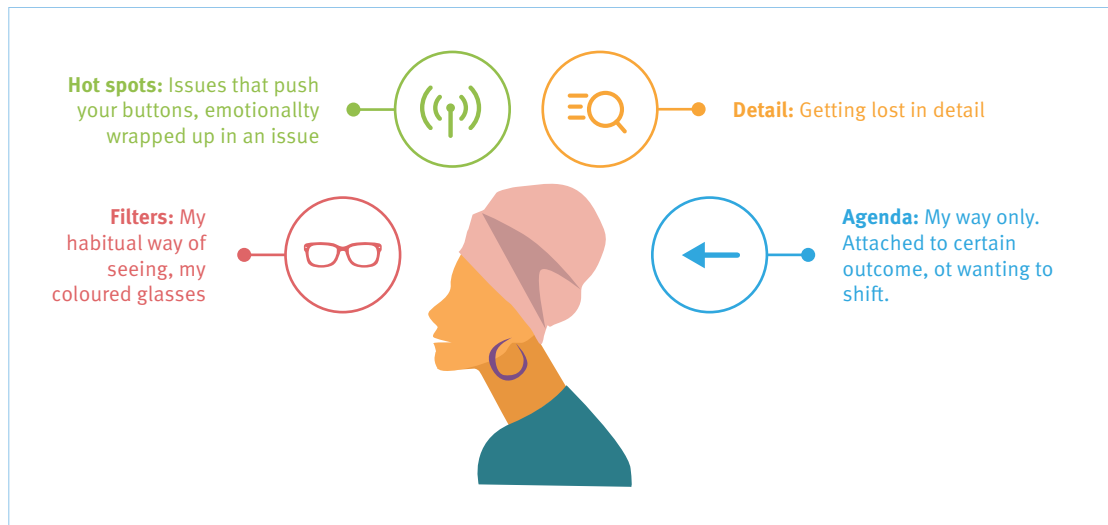 Hot spots: Issues that push
your buttons, emotionallty
wrapped up in an issue
Detail: Getting lost in detail
Filters: My
habitual way of
seeing, my
coloured glasses
Agenda: My way only.
Attached to certain
outcome, ot wanting to
shift.